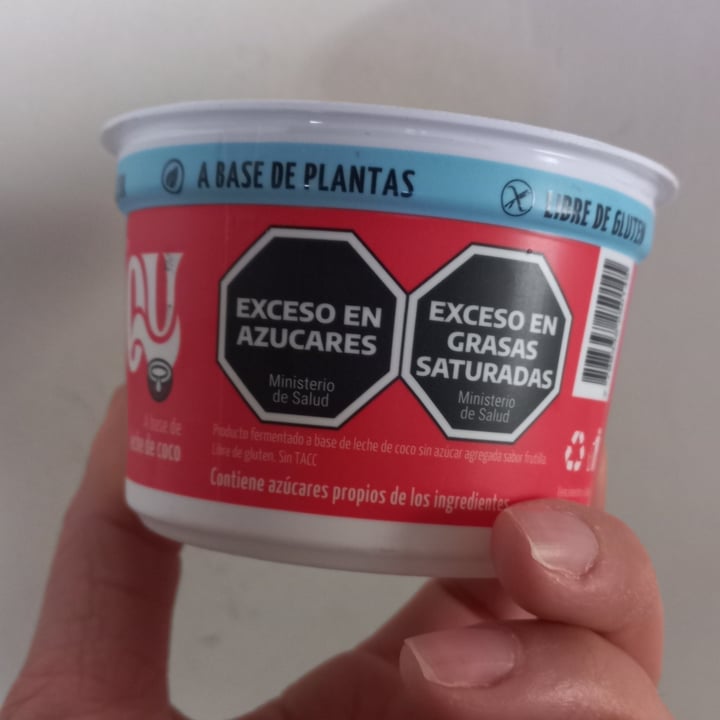 A BASE DE PLANTAS
LIBRE DE GLUTEN
QU
EXCESO EN
AZUCARES
Ministerio
de Salud
EXCESO EN
GRASAS
SATURADAS
Ministerio
de Salud
A base de
leche de coco
Producto fermentado a base de leche de coco sin azúcar agregada sabor frutilla.
Libre de gluten. Sin TACC
Contiene azúcares propios de los ingredientes